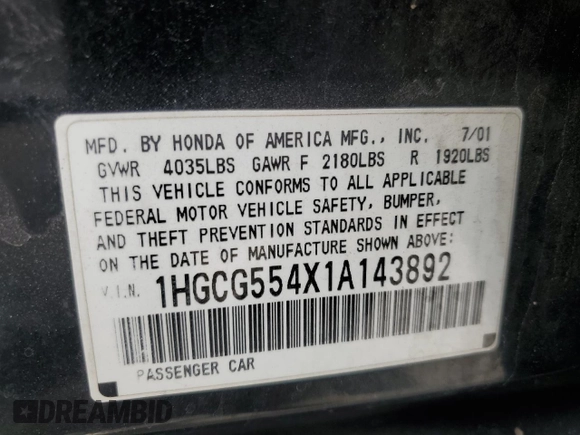 MFD. BY HONDA OF AMERICA MFG., INC. 7/01
GVWR 4035LBS GAWR F 2180LBS R 1920LBS
THIS VEHICLE CONFORMS TO ALL APPLICABLE
FEDERAL MOTOR VEHICLE SAFETY, BUMPER,
AND THEFT PREVENTION STANDARDS IN EFFECT
ON THE DATE OF MANUFACTURE SHOWN ABOVE:
V.I.N. 1HGCG554X1A143892
PASSENGER CAR
DREAMBID